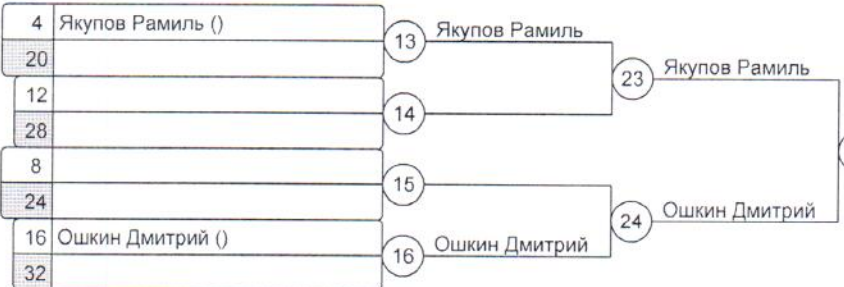 4 Якупов Рамиль ()
20
13 Якупов Рамиль
23 Якупов Рамиль
12
28
14
8
24
15
24 Ошкин Дмитрий
16 Ошкин Дмитрий ()
32
16 Ошкин Дмитрий